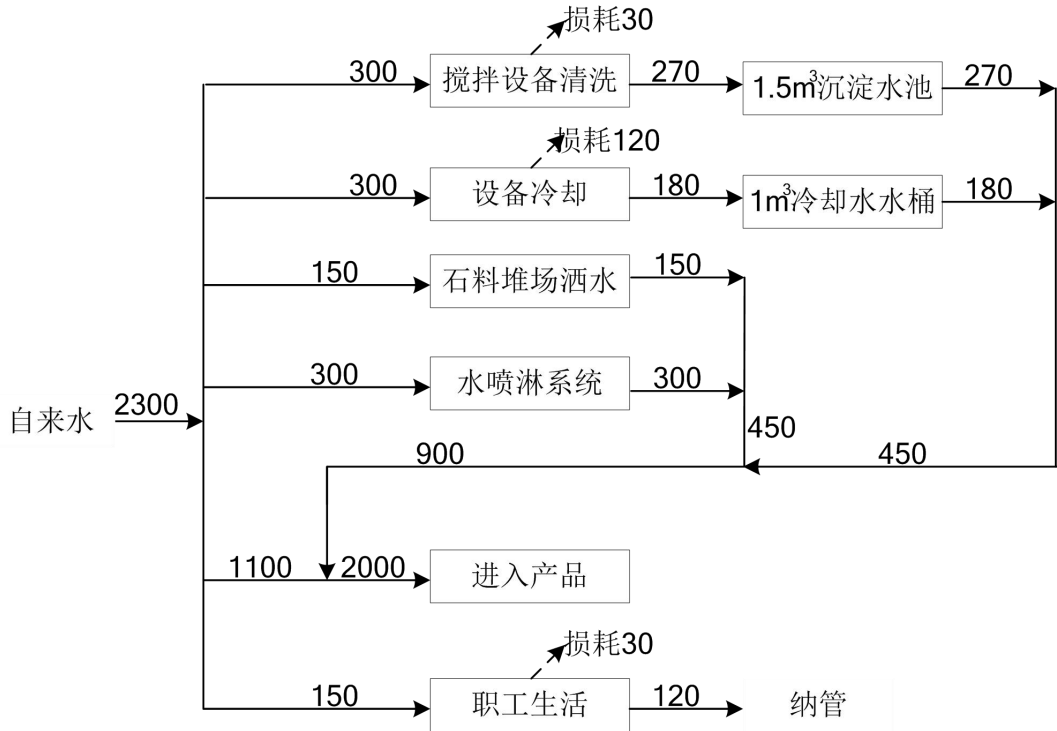 损耗30
300
搅拌设备清洗
270
1.5m³沉淀水池
270
损耗120
300
设备冷却
180
1m³冷却水水桶
180
150
石料堆场洒水
150
300
水喷淋系统
300
自来水
2300
450
900
450
1100
2000
进入产品
损耗30
150
职工生活
120
纳管